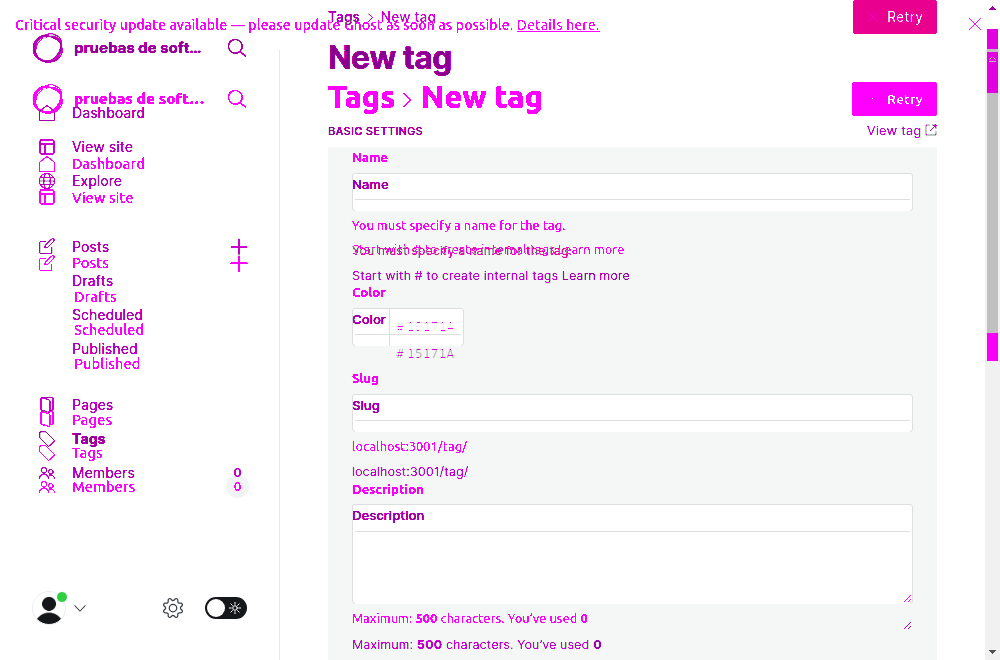 Critical security update available — please update Ghost as soon as possible. Details here.
Tags > New tag
Retry
pruebas de soft...
New tag
pruebas de soft...
Tags > New tag
Retry
Dashboard
BASIC SETTINGS
View tag
View site
Dashboard
Name
Explore
View site
Name
You must specify a name for the tag.
Posts
You must specify a name for the tag.
Start with # to create internal tags Learn more
Posts
Start with # to create internal tags Learn more
Drafts
Drafts
Color
Scheduled
Scheduled
Color
# 15171A
Published
Published
# 15171A
Slug
Pages
Pages
Slug
Tags
Tags
localhost:3001/tag/
Members 0
Members 0
localhost:3001/tag/
Description
Description
Maximum: 500 characters. You've used 0
Maximum: 500 characters. You've used 0